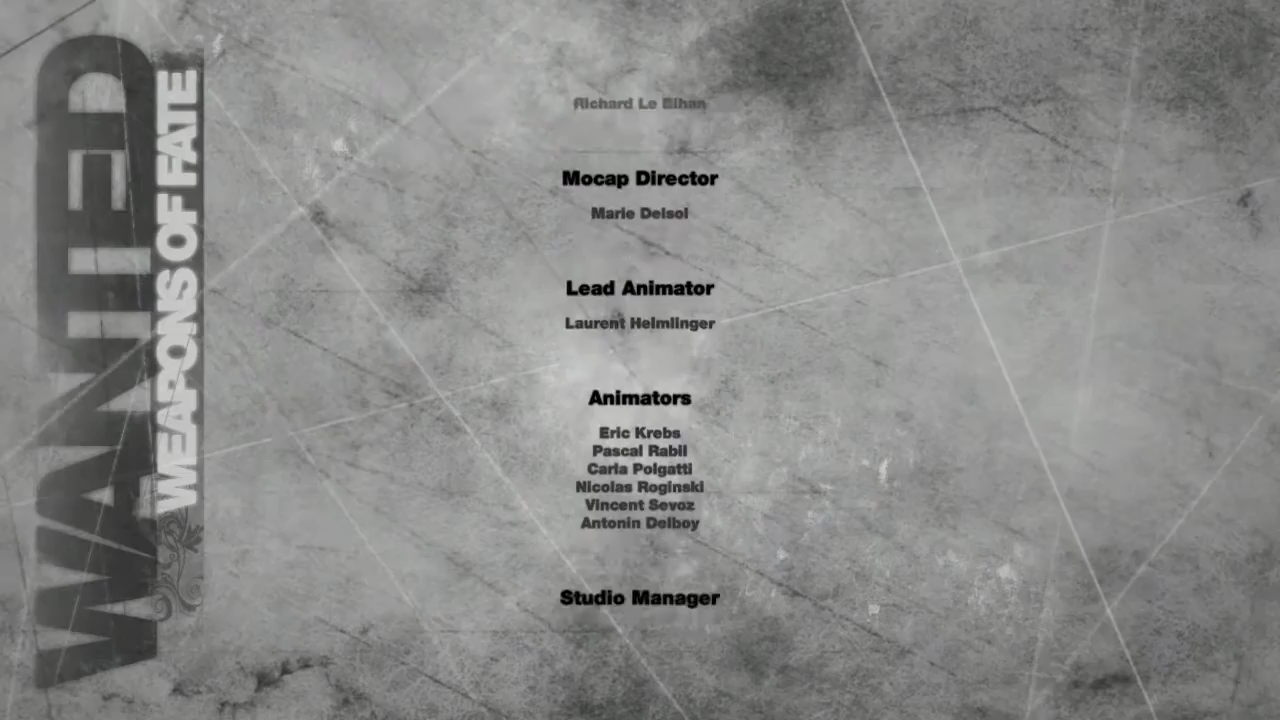 WANTED
WEAPONS OF FATE
Richard Le Bihan
Mocap Director
Marie Delsol
Lead Animator
Laurent Helmlinger
Animators
Eric Krebs
Pascal Rabil
Carla Polgatti
Nicolas Roginski
Vincent Sevoz
Antonin Delboy
Studio Manager